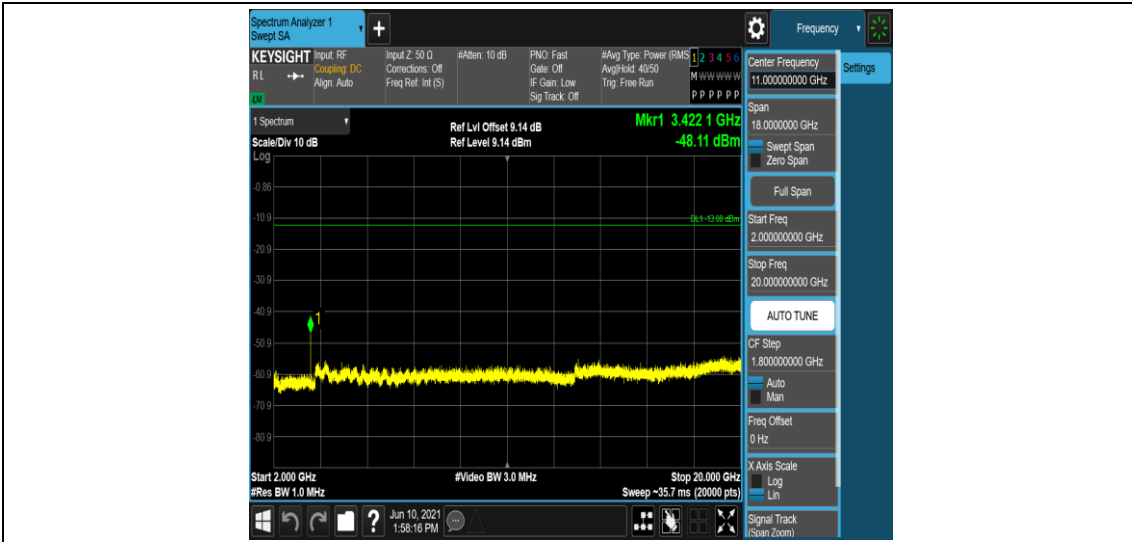 Spectrum Analyzer 1
Swept SA
+
Frequency
KEYSIGHT
RL
LXI
Input: RF
Coupling: DC
Align: Auto
Input Z: 50 Ω
Corrections: Off
Freq Ref: Int (S)
#Atten: 10 dB
PNO: Fast
Gate: Off
IF Gain: Low
Sig Track: Off
#Avg Type: Power (RMS
Avg|Hold: 40/50
Trig: Free Run
1 2 3 4 5 6
M W W W W W
P P P P P P
1 Spectrum
Scale/Div 10 dB
Log
Ref Lvl Offset 9.14 dB
Ref Level 9.14 dBm
Mkr1 3.422 1 GHz
-48.11 dBm
-0.86
-10.9
DL1 -13.00 dBm
-20.9
-30.9
-40.9
1
-50.9
-60.9
-70.9
-80.9
Start 2.000 GHz
#Res BW 1.0 MHz
#Video BW 3.0 MHz
Stop 20.000 GHz
Sweep ~35.7 ms (20000 pts)
Jun 10, 2021
1:58:16 PM
?
Center Frequency
11.000000000 GHz
Settings
Span
18.0000000 GHz
Swept Span
Zero Span
Full Span
Start Freq
2.000000000 GHz
Stop Freq
20.000000000 GHz
AUTO TUNE
CF Step
1.800000000 GHz
Auto
Man
Freq Offset
0 Hz
X Axis Scale
Log
Lin
Signal Track
(Span Zoom)